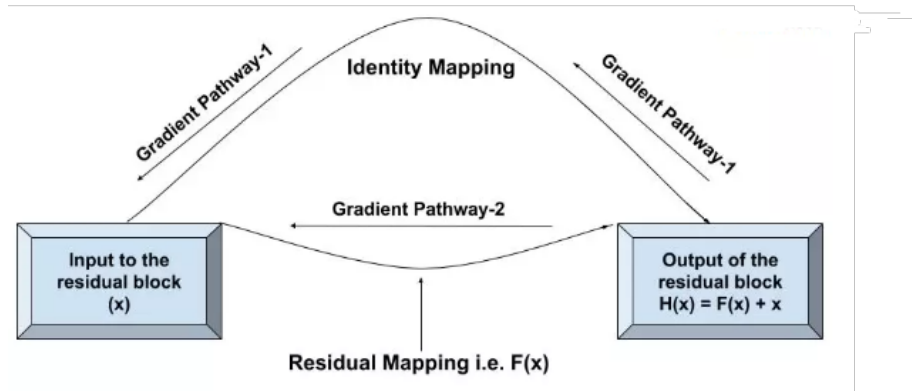 Gradient Pathway-1
Identity Mapping
Gradient Pathway-1
Gradient Pathway-2
Input to the
residual block
(x)
Output of the
residual block
H(x) = F(x) + x
Residual Mapping i.e. F(x)